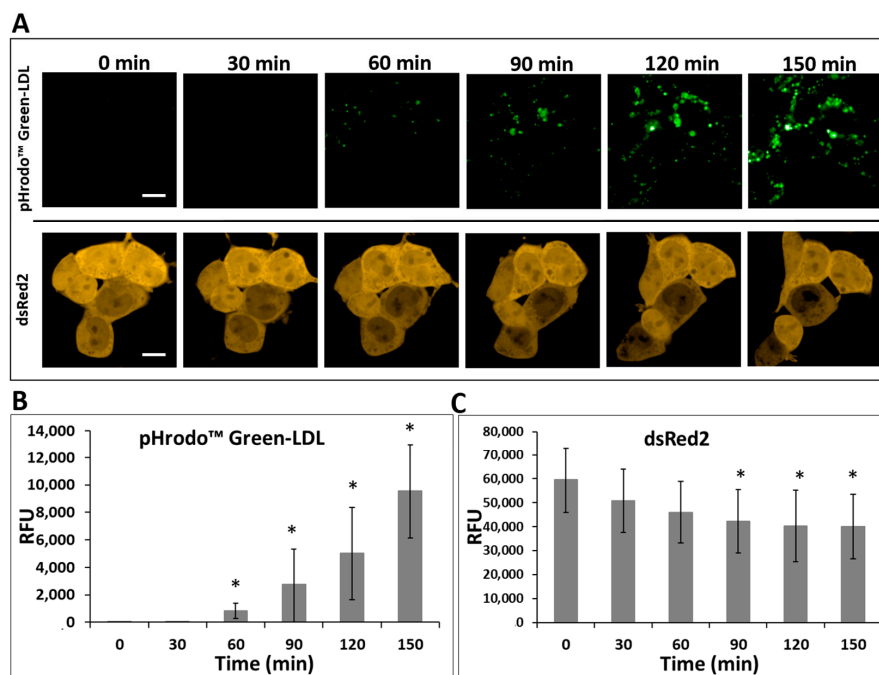 A
0 min 30 min 60 min 90 min 120 min 150 min
pHrodo™ Green-LDL
dsRed2
B
pHrodo™ Green-LDL
14,000
12,000
10,000
8,000
6,000
4,000
2,000
0
RFU
* * * *
0 30 60 90 120 150
Time (min)
C
dsRed2
80,000
70,000
60,000
50,000
40,000
30,000
20,000
60,000
0
RFU
* * *
0 30 60 90 120 150
Time (min)